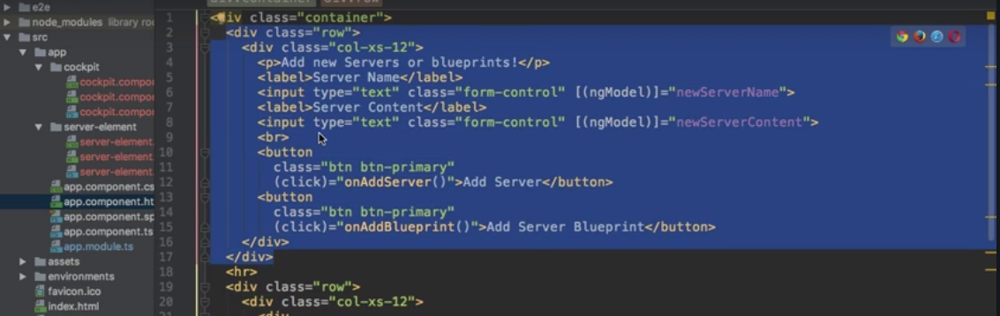 div.container div.row
e2e
node_modules library roo
src
app
cockpit
cockpit.compo
cockpit.compo
cockpit.compo
server-element
server-element.
server-element.
server-element.
app.component.cs
app.component.ht
app.component.sp
app.component.ts
app.module.ts
assets
environments
favicon.ico
index.html
1 <div class="container">
2 <div class="row">
3 <div class="col-xs-12">
4 <p>Add new Servers or blueprints!</p>
5 <label>Server Name</label>
6 <input type="text" class="form-control" [(ngModel)]="newServerName">
7 <label>Server Content</label>
8 <input type="text" class="form-control" [(ngModel)]="newServerContent">
9 <br>
10 <button
11 class="btn btn-primary"
12 (click)="onAddServer()">Add Server</button>
13 <button
14 class="btn btn-primary"
15 (click)="onAddBlueprint()">Add Server Blueprint</button>
16 </div>
17 </div>
18 <hr>
19 <div class="row">
20 <div class="col-xs-12">
21 <div